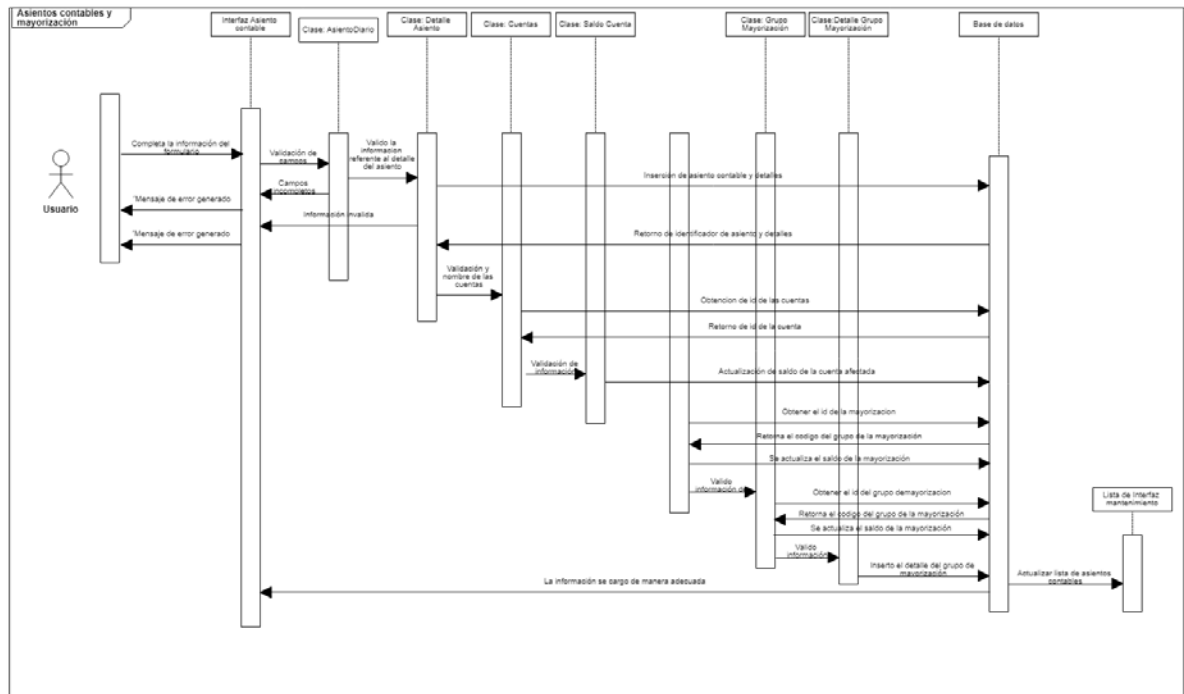 Asientos contables y
mayorización
Interfaz Asiento
contable
Clase: AsientoDiario
Clase: Detalle
Asiento
Clase: Cuentas
Clase: Saldo Cuenta
Clase: Grupo
Mayorización
Clase:Detalle Grupo
Mayorización
Base de datos
Completa la información del
formulario
Validación de
campos
Valido la
informacion
referente al detalle
del asiento
Inserción de asiento contable y detalles
Campos
incompletos
Usuario
"Mensaje de error generado
Información invalida
"Mensaje de error generado
Retorno de identificador de asiento y detalles
Validación y
nombre de las
cuentas
Obtencion de id de las cuentas
Retorno de id de la cuenta
Validación de
información
Actualización de saldo de la cuenta afectada
Obtener el id de la mayorizacion
Retorna el codigo del grupo de la mayorización
Se actualiza el saldo de la mayorización
Valido
información de
Obtener el id del grupo demayorizacion
Lista de Interfaz
mantenimiento
Retorna el codigo del grupo de la mayorización
Se actualiza el saldo de la mayorización
Valido
información
Inserto el detalle del grupo de
mayorización
Actualizar lista de asientos
contables
La información se cargo de manera adecuada